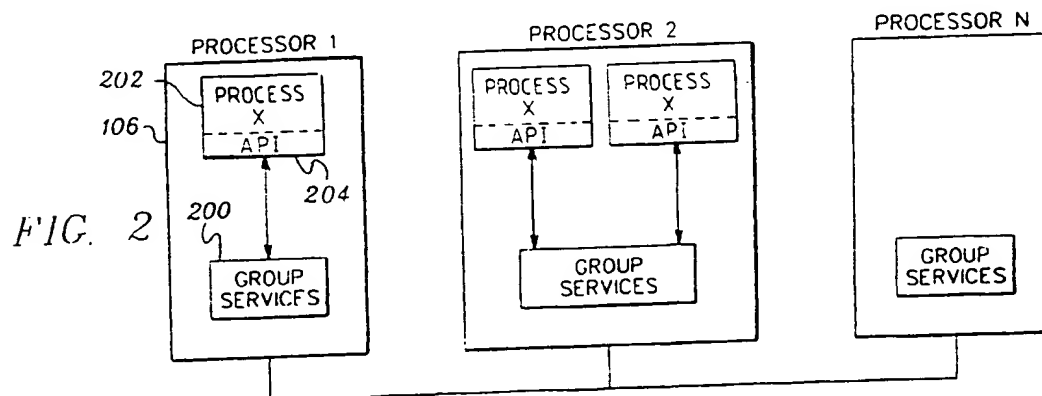 PROCESSOR 1
PROCESSOR 2
PROCESSOR N
202
PROCESS
X
API
PROCESS
X
API
PROCESS
X
API
106
204
FIG. 2
200
GROUP
SERVICES
GROUP
SERVICES
GROUP
SERVICES